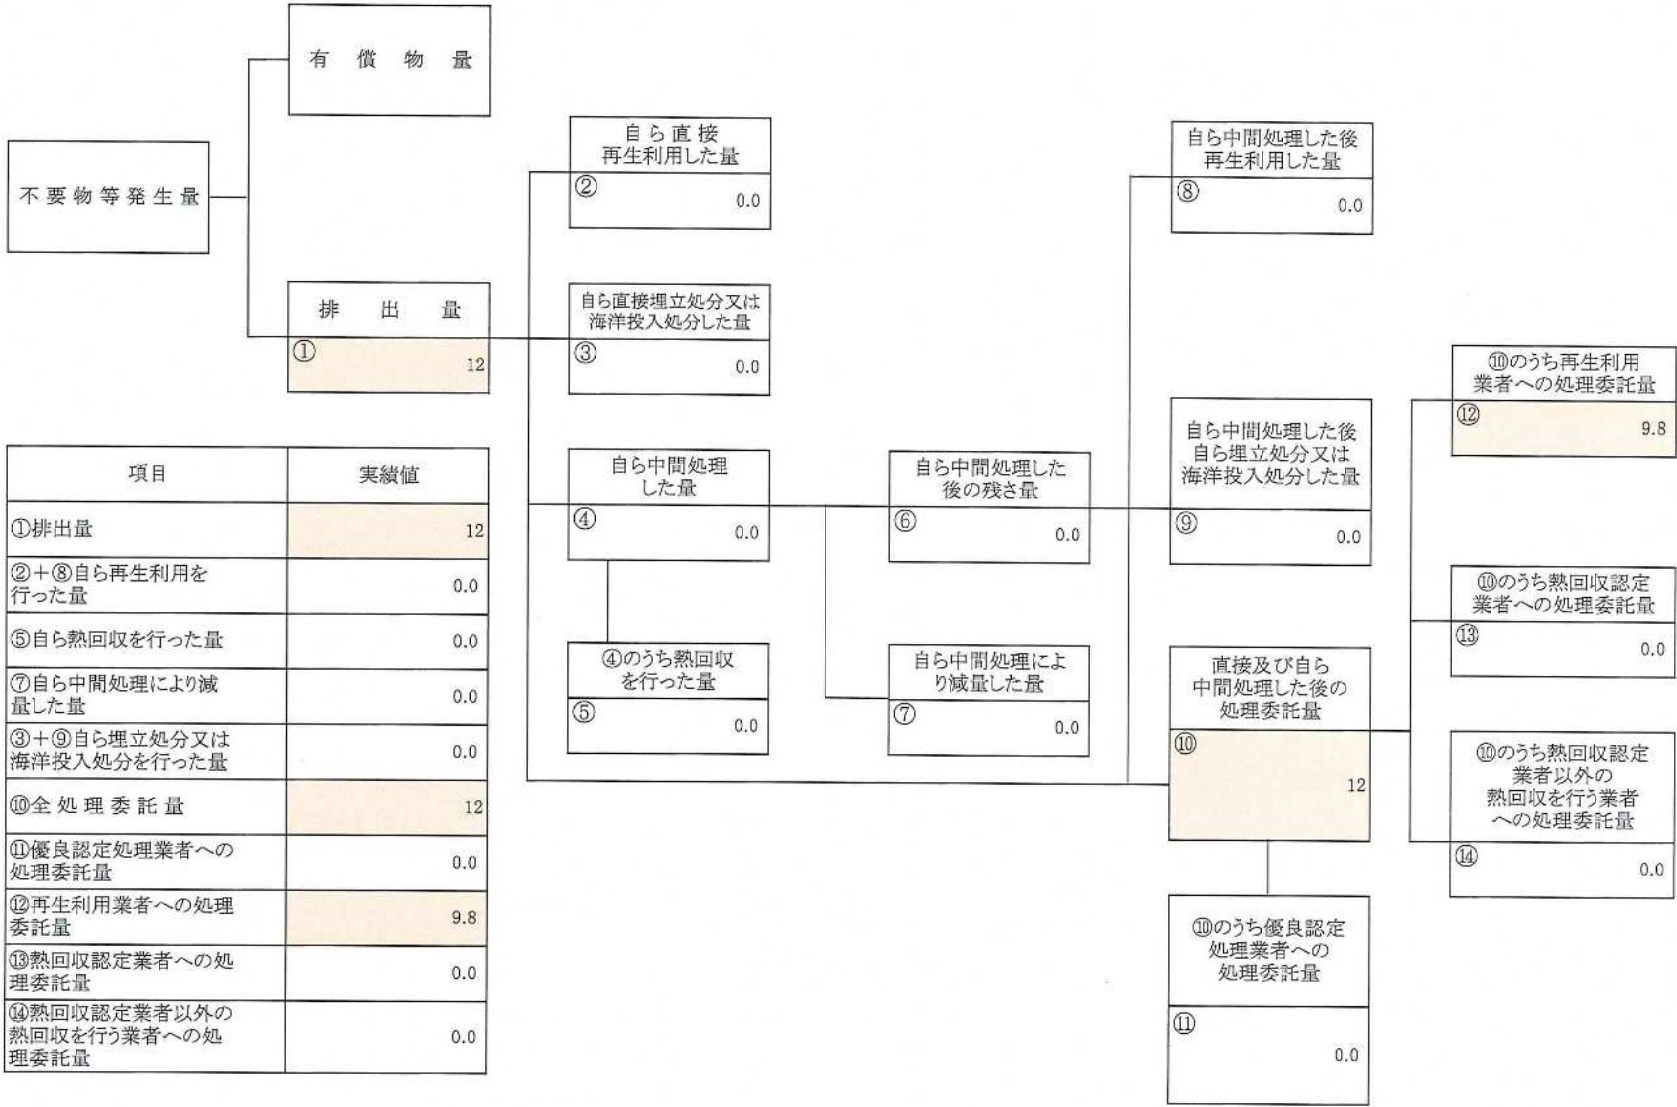 有償物量
不要物等発生量
排出量
①
12
自ら直接
再生利用した量
②
0.0
自ら直接埋立処分又は
海洋投入処分した量
③
0.0
自ら中間処理
した量
④
0.0
④のうち熱回収
を行った量
⑤
0.0
自ら中間処理した
後の残さ量
⑥
0.0
自ら中間処理によ
り減量した量
⑦
0.0
自ら中間処理した後
再生利用した量
⑧
0.0
自ら中間処理した後
自ら埋立処分又は
海洋投入処分した量
⑨
0.0
直接及び自ら
中間処理した後の
処理委託量
⑩
12
⑩のうち優良認定
処理業者への
処理委託量
⑪
0.0
⑩のうち再生利用
業者への処理委託量
⑫
9.8
⑩のうち熱回収認定
業者への処理委託量
⑬
0.0
⑩のうち熱回収認定
業者以外の
熱回収を行う業者
への処理委託量
⑭
0.0
項目 実績値
①排出量 12
②＋⑧自ら再生利用を
行った量 0.0
⑤自ら熱回収を行った量 0.0
⑦自ら中間処理により減
量した量 0.0
③＋⑨自ら埋立処分又は
海洋投入処分を行った量 0.0
⑩全処理委託量 12
⑪優良認定処理業者への
処理委託量 0.0
⑫再生利用業者への処理
委託量 9.8
⑬熱回収認定業者への処
理委託量 0.0
⑭熱回収認定業者以外の
熱回収を行う業者への処
理委託量 0.0